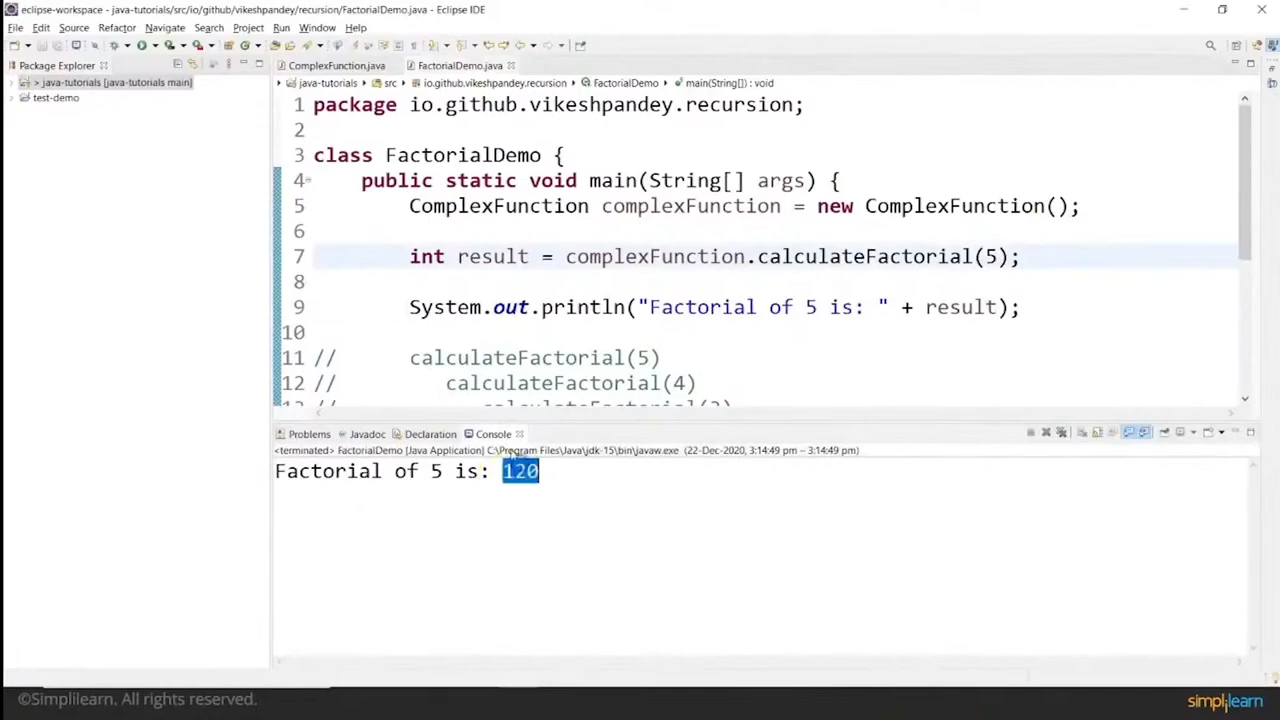 eclipse-workspace - java-tutorials/src/io/github/vikeshpandey/recursion/FactorialDemo.java - Eclipse IDE
File Edit Source Refactor Navigate Search Project Run Window Help
Package Explorer
> java-tutorials [java-tutorials main]
test-demo
ComplexFunction.java FactorialDemo.java
java-tutorials src io.github.vikeshpandey.recursion FactorialDemo main(String[]) : void
1 package io.github.vikeshpandey.recursion;
2
3 class FactorialDemo {
4 public static void main(String[] args) {
5 ComplexFunction complexFunction = new ComplexFunction();
6
7 int result = complexFunction.calculateFactorial(5);
8
9 System.out.println("Factorial of 5 is: " + result);
10
11 // calculateFactorial(5)
12 // calculateFactorial(4)
Problems Javadoc Declaration Console
<terminated> FactorialDemo [Java Application] C:\Program Files\Java\jdk-15\bin\javaw.exe (22-Dec-2020, 3:14:49 pm – 3:14:49 pm)
Factorial of 5 is: 120
©Simplilearn. All rights reserved.
simplilearn